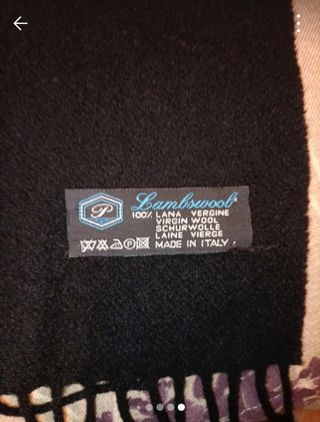 P
Lambswool
100% LANA VERGINE
VIRGIN WOOL
SCHURWOLLE
LAINE VIERGE
P MADE IN ITALY